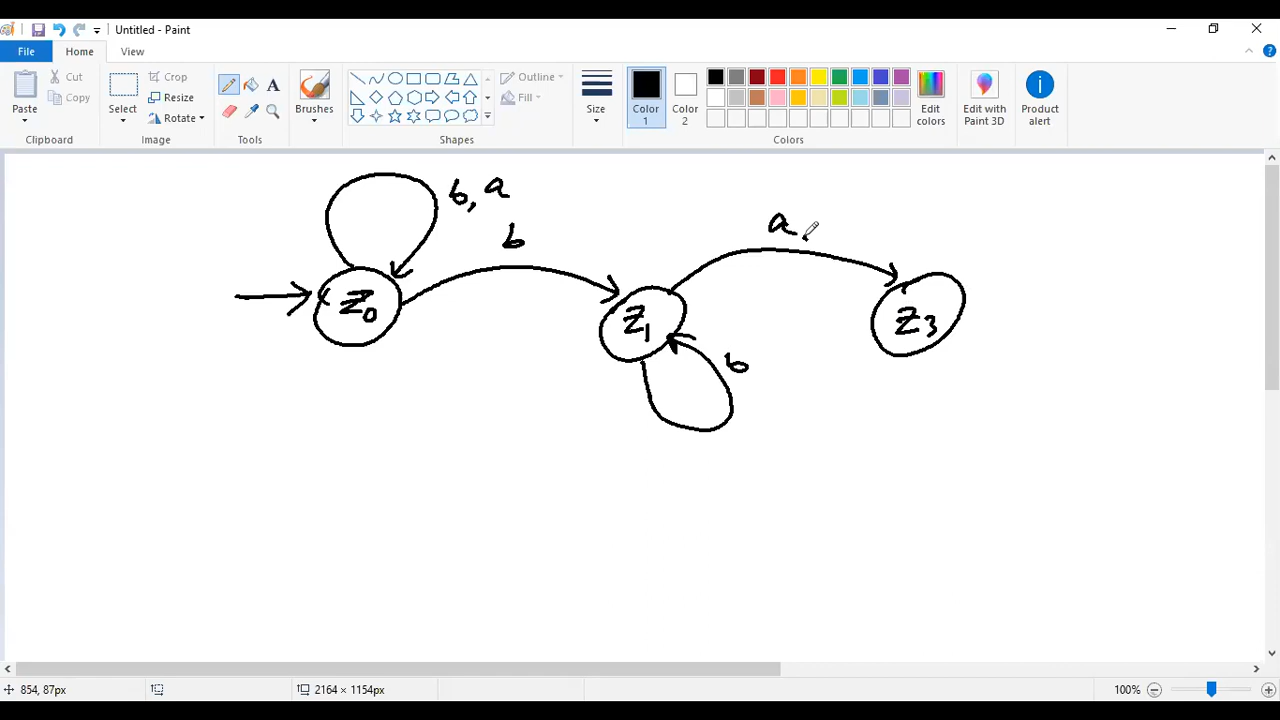 Untitled - Paint
File Home View
Paste
Cut
Copy
Clipboard
Select
Crop
Resize
Rotate
Image
A
Tools
Brushes
Outline
Fill
Shapes
Size
Color 1
Color 2
Edit colors
Colors
Edit with Paint 3D
Product alert
b, a
b
a,
Z0
Z1
Z3
b
854, 87px
2164 × 1154px
100%